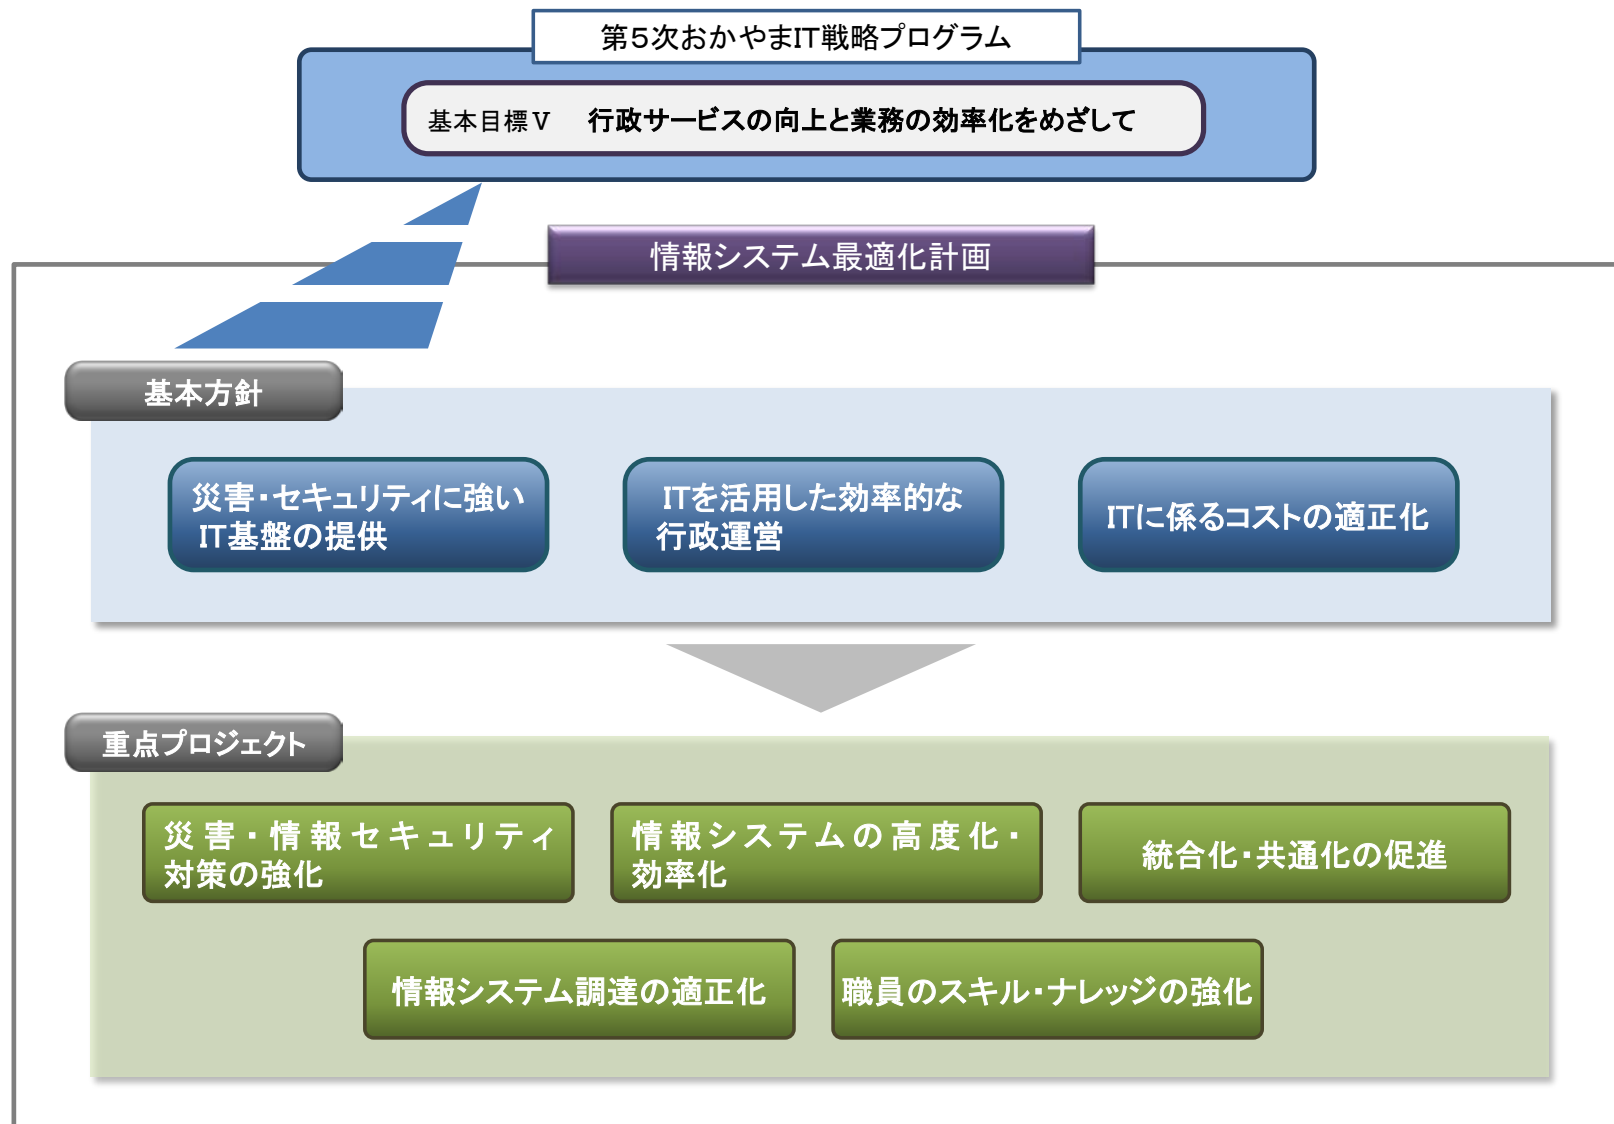 第5次おかやまIT戦略プログラム
基本目標Ⅴ　行政サービスの向上と業務の効率化をめざして
情報システム最適化計画
基本方針
災害・セキュリティに強い
IT基盤の提供
ITを活用した効率的な
行政運営
ITに係るコストの適正化
重点プロジェクト
災害・情報セキュリティ
対策の強化
情報システムの高度化・
効率化
統合化・共通化の促進
情報システム調達の適正化
職員のスキル・ナレッジの強化